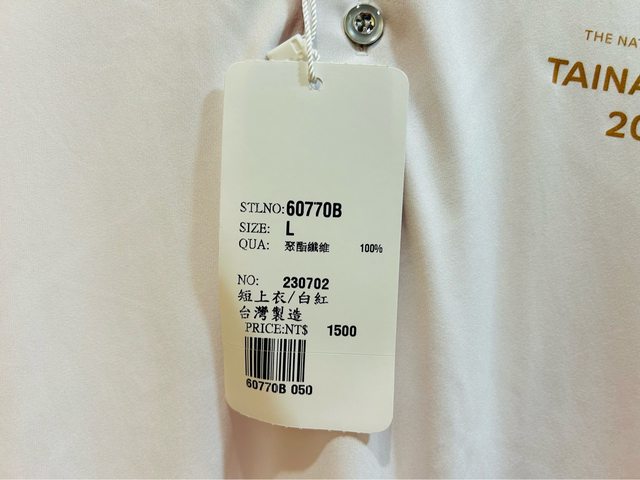 STLNO: 60770B
SIZE: L
QUA: 聚酯纖維 100%
NO: 230702
短上衣/白紅
台灣製造
PRICE:NT$ 1500
60770B 050
THE NAT
TAINA
20